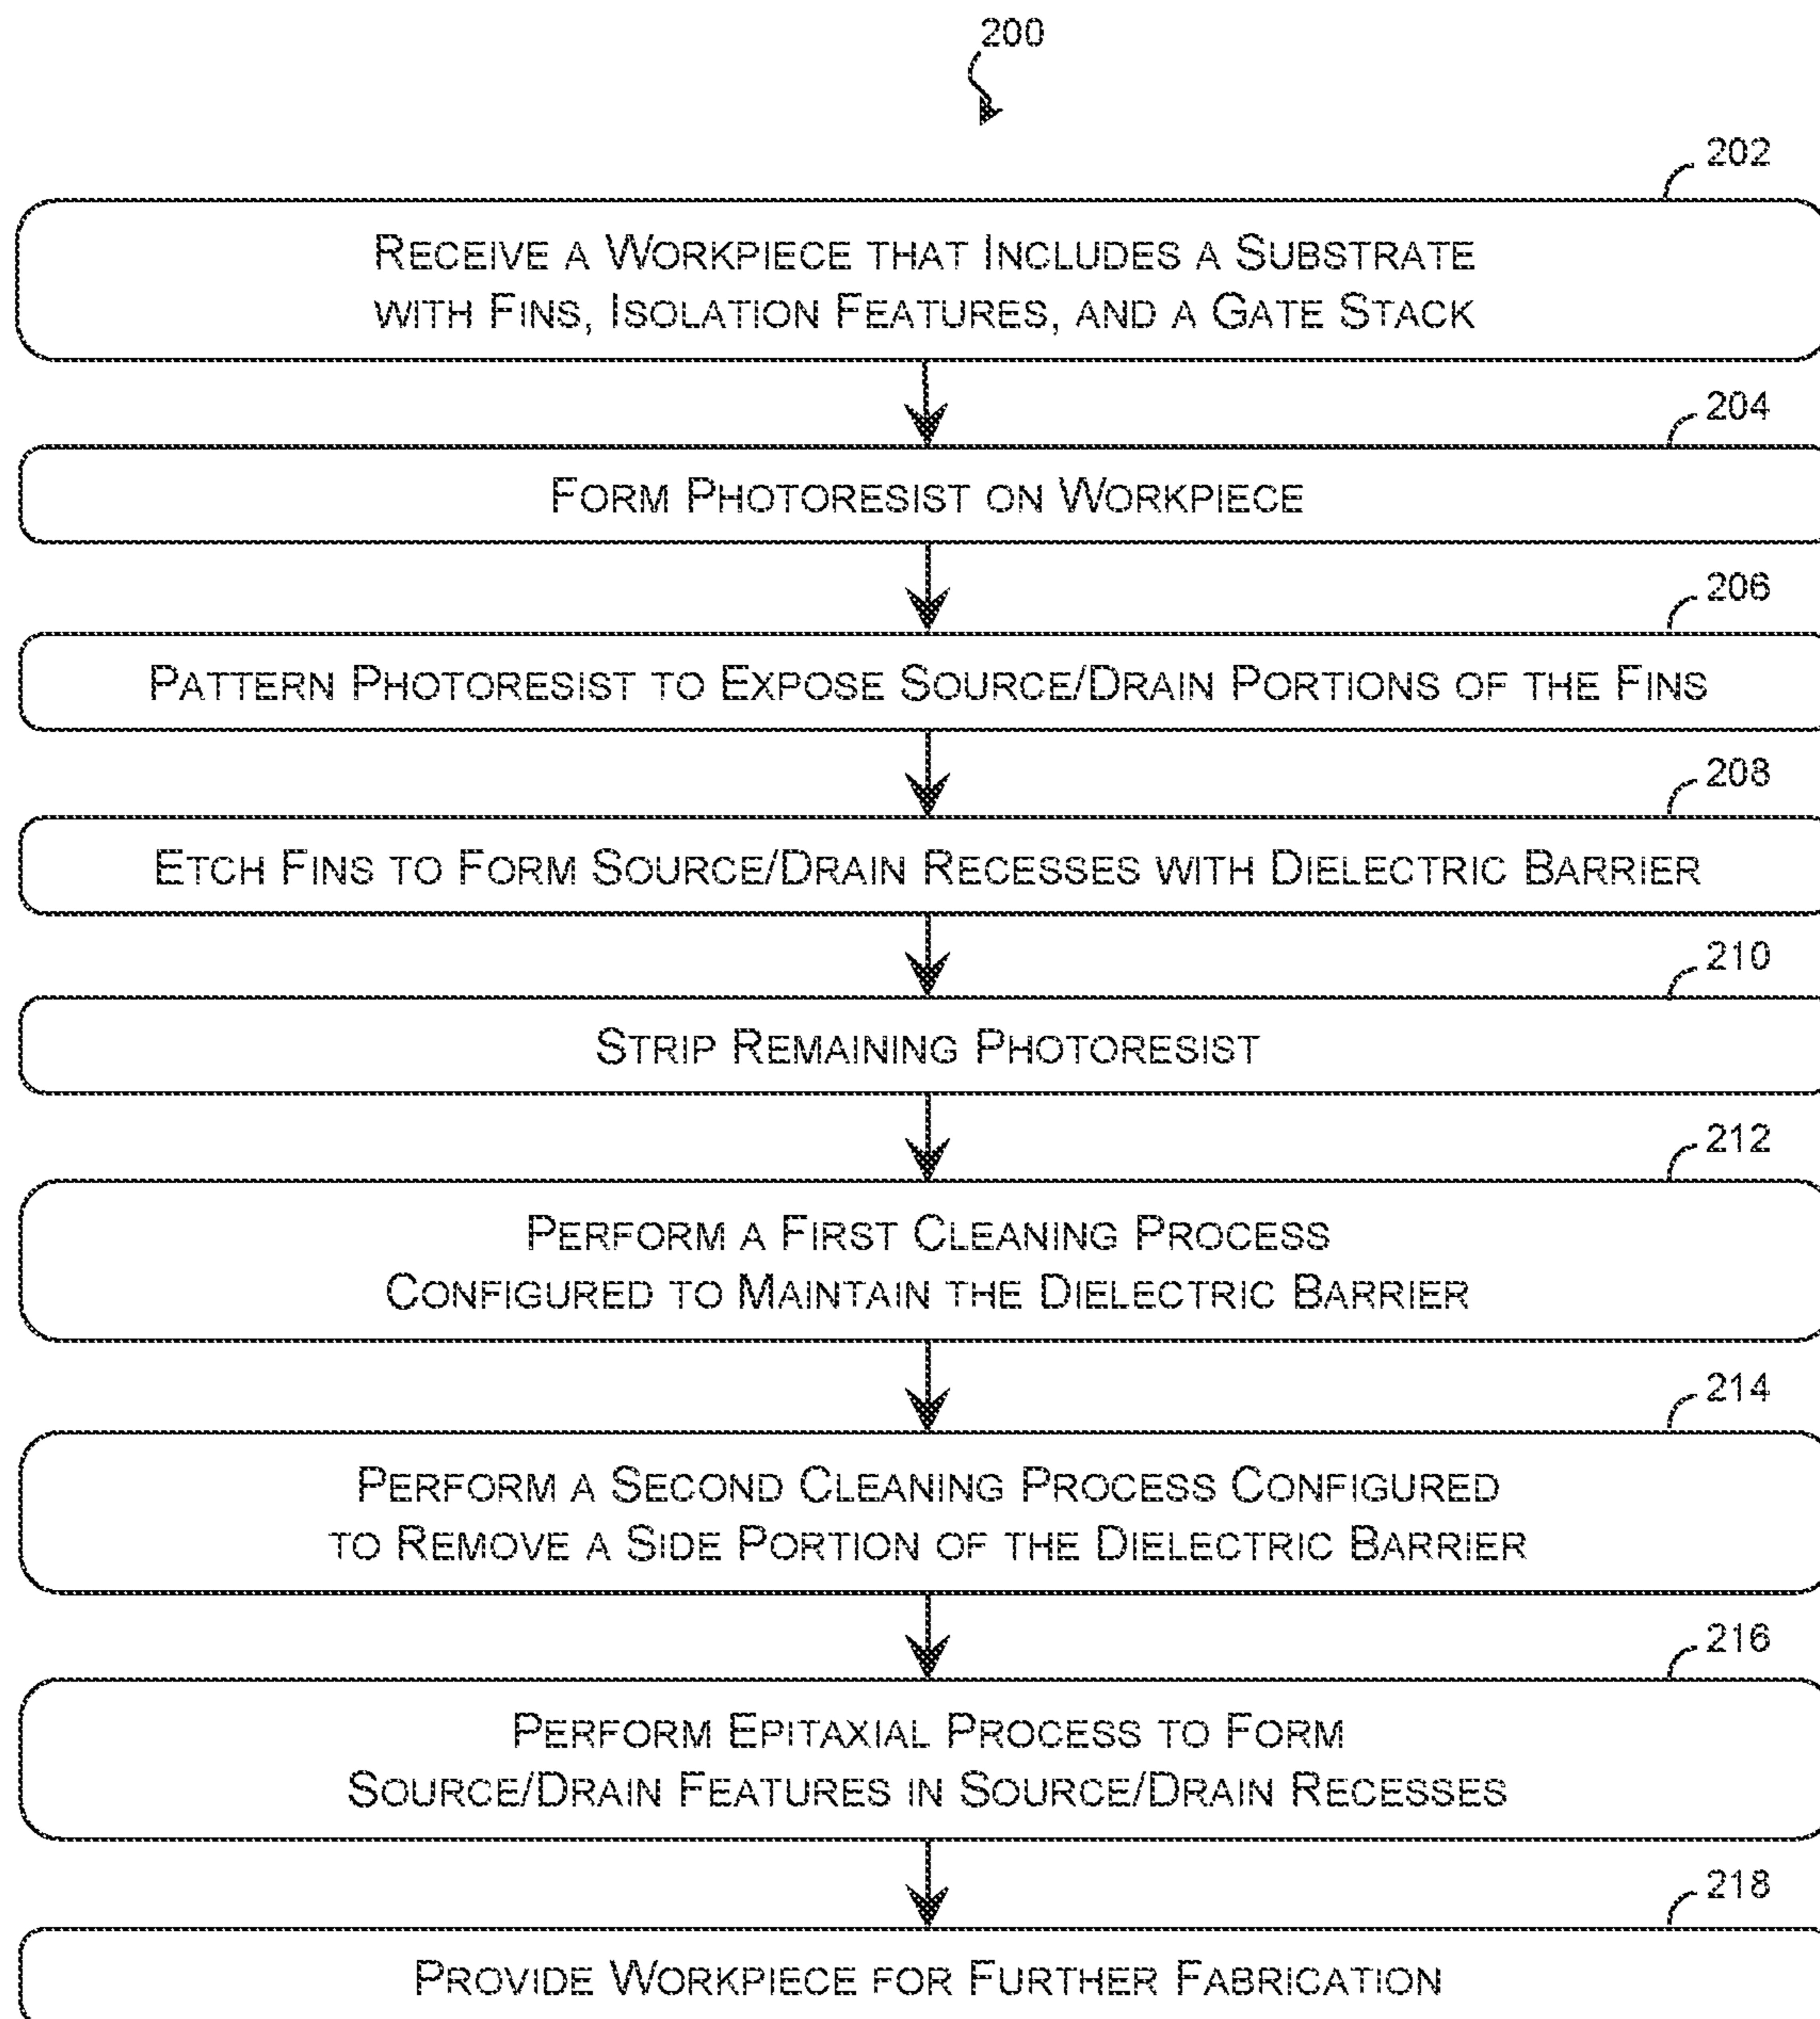 200
202
RECEIVE A WORKPIECE THAT INCLUDES A SUBSTRATE
WITH FINS, ISOLATION FEATURES, AND A GATE STACK
204
FORM PHOTORESIST ON WORKPIECE
206
PATTERN PHOTORESIST TO EXPOSE SOURCE/DRAIN PORTIONS OF THE FINS
208
ETCH FINS TO FORM SOURCE/DRAIN RECESSES WITH DIELECTRIC BARRIER
210
STRIP REMAINING PHOTORESIST
212
PERFORM A FIRST CLEANING PROCESS
CONFIGURED TO MAINTAIN THE DIELECTRIC BARRIER
214
PERFORM A SECOND CLEANING PROCESS CONFIGURED
TO REMOVE A SIDE PORTION OF THE DIELECTRIC BARRIER
216
PERFORM EPITAXIAL PROCESS TO FORM
SOURCE/DRAIN FEATURES IN SOURCE/DRAIN RECESSES
218
PROVIDE WORKPIECE FOR FURTHER FABRICATION